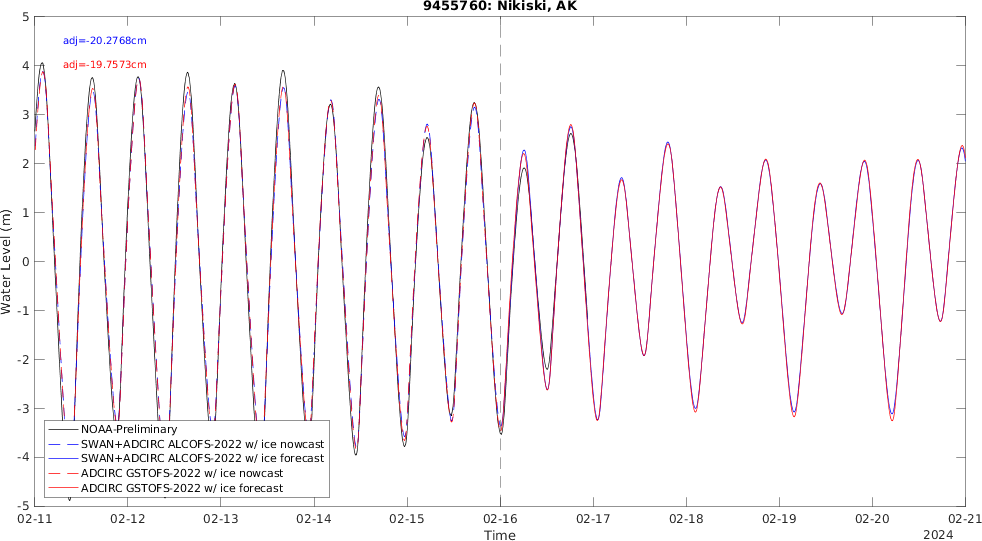 9455760: Nikiski, AK
adj=-20.2768cm
adj=-19.7573cm
5
4
3
2
1
0
-1
-2
-3
-4
-5
Water Level (m)
NOAA-Preliminary
SWAN+ADCIRC ALCOFS-2022 w/ ice nowcast
SWAN+ADCIRC ALCOFS-2022 w/ ice forecast
ADCIRC GSTOFS-2022 w/ ice nowcast
ADCIRC GSTOFS-2022 w/ ice forecast
02-11 02-12 02-13 02-14 02-15 02-16 02-17 02-18 02-19 02-20 02-21
Time
2024